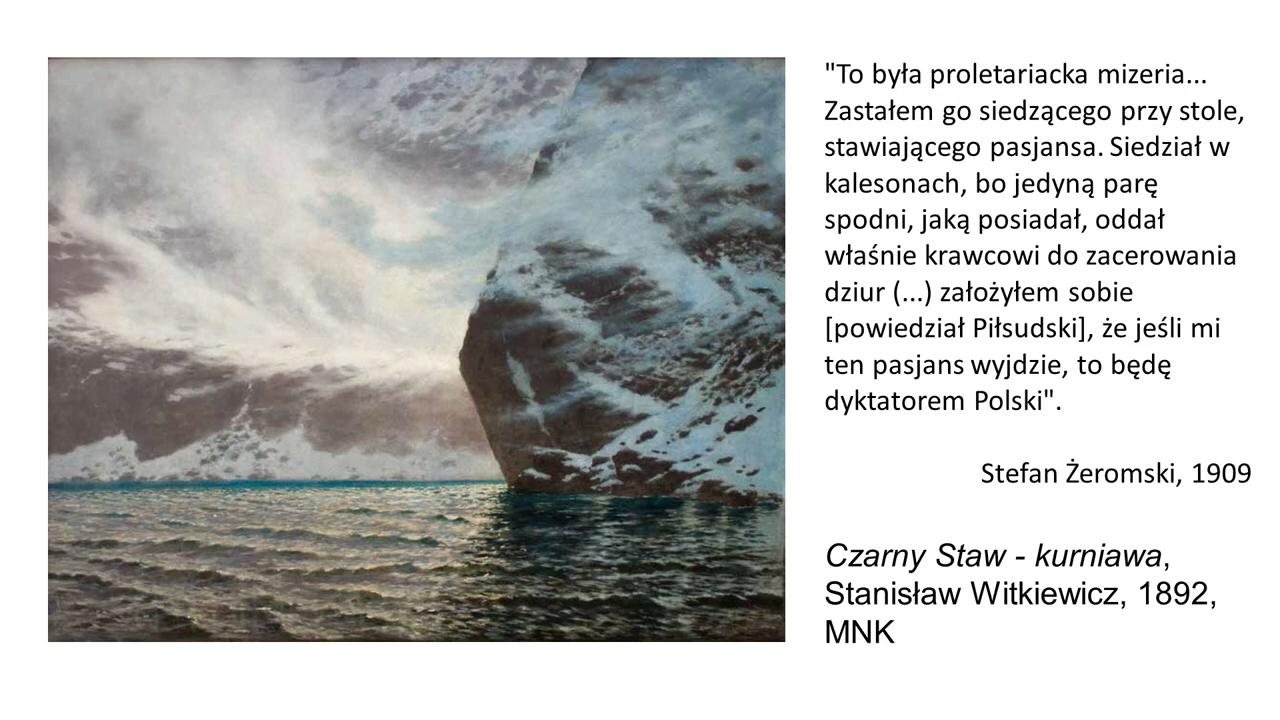 "To była proletariacka mizeria...
Zastałem go siedzącego przy stole,
stawiającego pasjansa. Siedział w
kalesonach, bo jedyną parę
spodni, jaką posiadał, oddał
właśnie krawcowi do zacerowania
dziur (...) założyłem sobie
[powiedział Piłsudski], że jeśli mi
ten pasjans wyjdzie, to będę
dyktatorem Polski".
Stefan Żeromski, 1909
Czarny Staw - kurniawa,
Stanisław Witkiewicz, 1892,
MNK